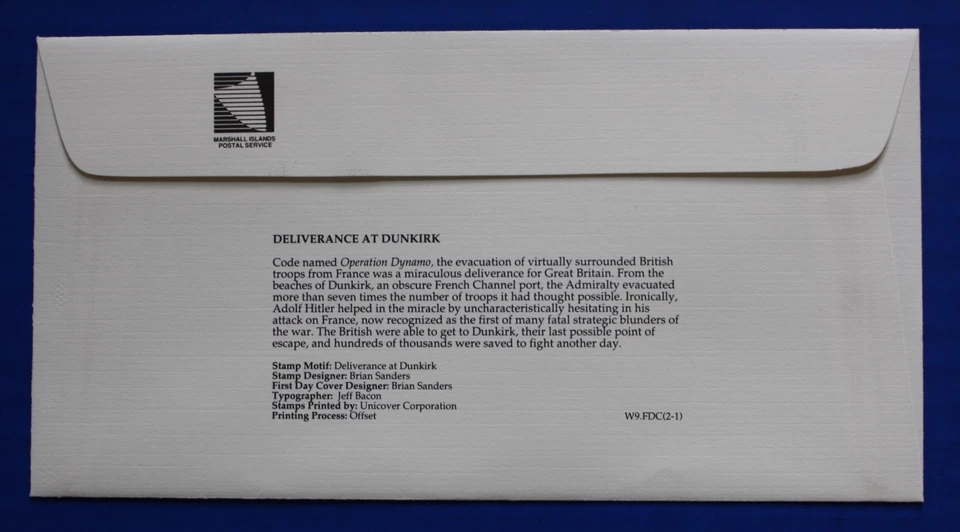 MARSHALL ISLANDS
POSTAL SERVICE
DELIVERANCE AT DUNKIRK
Code named Operation Dynamo, the evacuation of virtually surrounded British
troops from France was a miraculous deliverance for Great Britain. From the
beaches of Dunkirk, an obscure French Channel port, the Admiralty evacuated
more than seven times the number of troops it had thought possible. Ironically,
Adolf Hitler helped in the miracle by uncharacteristically hesitating in his
attack on France, now recognized as the first of many fatal strategic blunders of
the war. The British were able to get to Dunkirk, their last possible point of
escape, and hundreds of thousands were saved to fight another day.
Stamp Motif: Deliverance at Dunkirk
Stamp Designer: Brian Sanders
First Day Cover Designer: Brian Sanders
Typographer: Jeff Bacon
Stamps Printed by: Unicover Corporation
Printing Process: Offset W9.FDC(2-1)